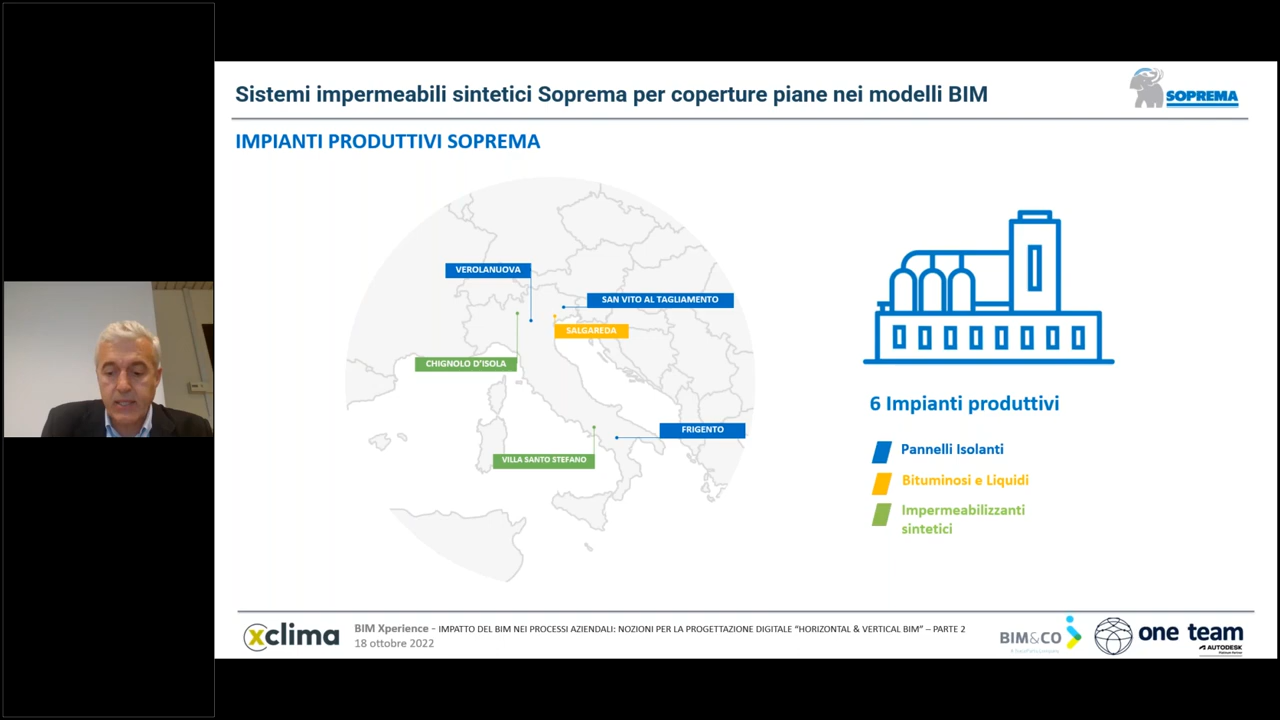 Sistemi impermeabili sintetici Soprema per coperture piane nei modelli BIM
SOPREMA
IMPIANTI PRODUTTIVI SOPREMA
VEROLANUOVA
SAN VITO AL TAGLIAMENTO
SALGAREDA
CHIGNOLO D'ISOLA
FRIGENTO
VILLA SANTO STEFANO
6 Impianti produttivi
Pannelli Isolanti
Bituminosi e Liquidi
Impermeabilizzanti
sintetici
xclima
BIM Xperience – IMPATTO DEL BIM NEI PROCESSI AZIENDALI: NOZIONI PER LA PROGETTAZIONE DIGITALE “HORIZONTAL & VERTICAL BIM” – PARTE 2
18 ottobre 2022
BIM&CO
one team
AUTODESK